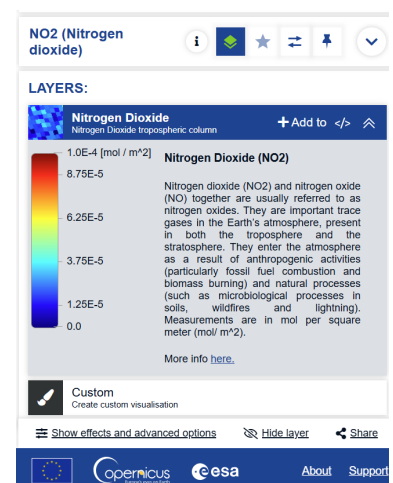 NO2 (Nitrogen
dioxide)
i
LAYERS:
Nitrogen Dioxide
Nitrogen Dioxide tropospheric column
+ Add to </>
1.0E-4 [mol / m^2]
8.75E-5
6.25E-5
3.75E-5
1.25E-5
0.0
Nitrogen Dioxide (NO2)
Nitrogen dioxide (NO2) and nitrogen oxide
(NO) together are usually referred to as
nitrogen oxides. They are important trace
gases in the Earth's atmosphere, present
in both the troposphere and the
stratosphere. They enter the atmosphere
as a result of anthropogenic activities
(particularly fossil fuel combustion and
biomass burning) and natural processes
(such as microbiological processes in
soils, wildfires and lightning).
Measurements are in mol per square
meter (mol/ m^2).
More info here.
Custom
Create custom visualisation
Show effects and advanced options Hide layer Share
opernicus esa About Support